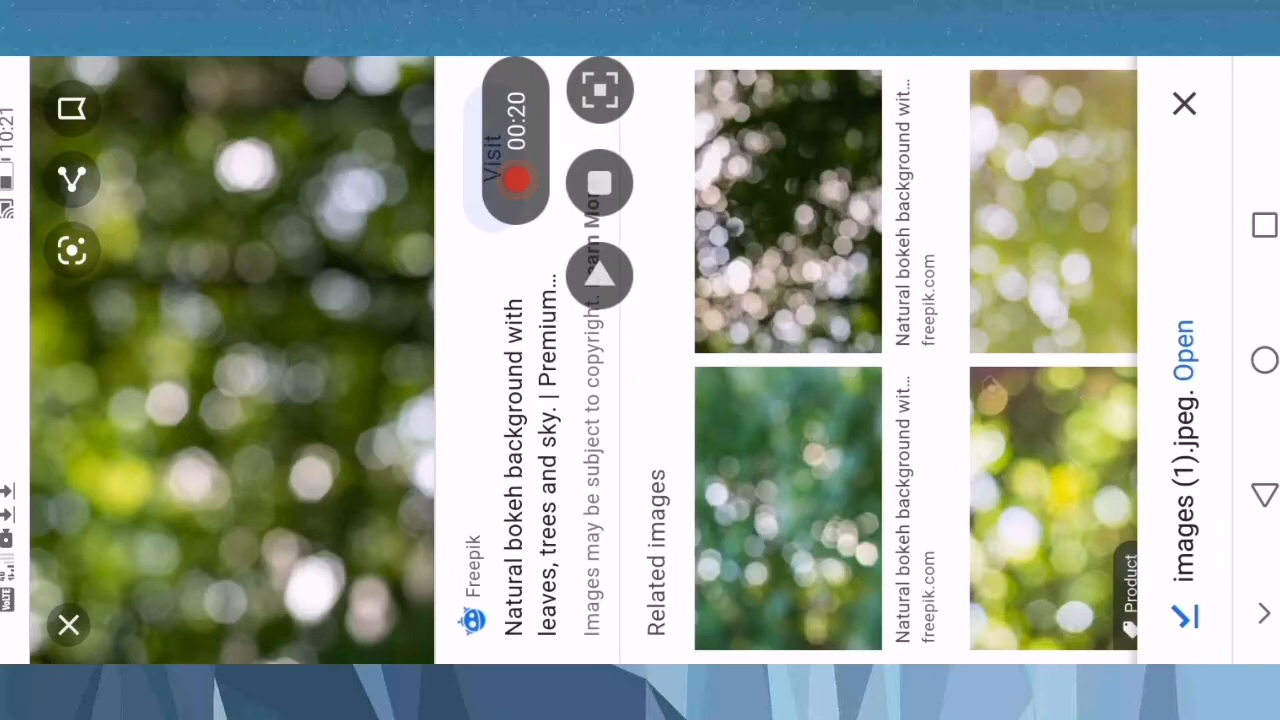 10:21
VoLTE
Freepik
Natural bokeh background with
leaves, trees and sky. | Premium...
Images may be subject to copyright.
Visit
00:20
Related images
Natural bokeh background wit...
freepik.com
Natural bokeh background wit...
freepik.com
Product
images (1).jpeg. Open